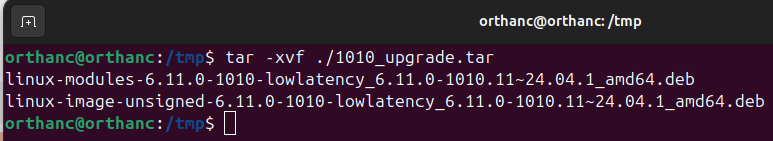 orthanc@orthanc: /tmp
orthanc@orthanc:/tmp$ tar -xvf ./1010_upgrade.tar
linux-modules-6.11.0-1010-lowlatency_6.11.0-1010.11~24.04.1_amd64.deb
linux-image-unsigned-6.11.0-1010-lowlatency_6.11.0-1010.11~24.04.1_amd64.deb
orthanc@orthanc:/tmp$